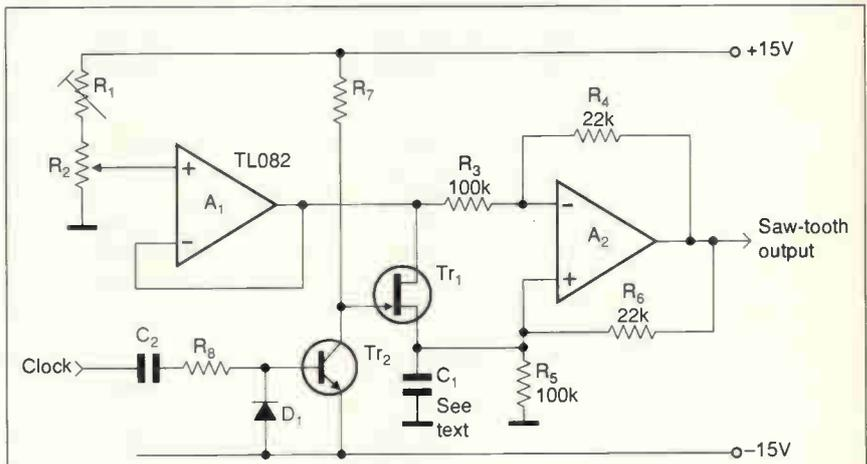 +15V
R1
R7
R4
22k
R2
TL082
A1
R3
100k
A2
Saw-tooth
output
Tr1
R6
22k
Clock
C2
R8
Tr2
C1
See
text
R5
100k
D1
−15V